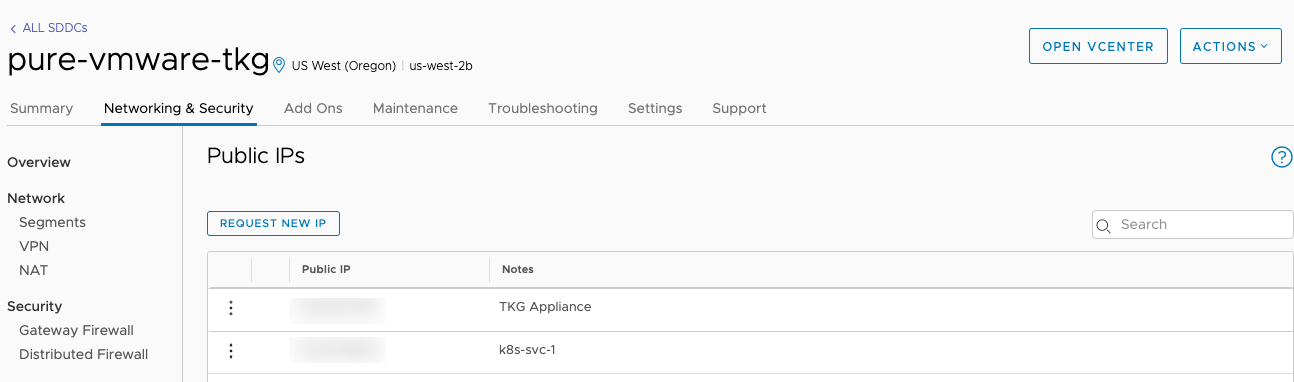 ALL SDDCs
pure-vmware-tkg US West (Oregon) us-west-2b
OPEN VCENTER ACTIONS
Summary Networking & Security Add Ons Maintenance Troubleshooting Settings Support
Overview
Network
Segments
VPN
NAT
Security
Gateway Firewall
Distributed Firewall
Public IPs
?
REQUEST NEW IP
Search
Public IP Notes
TKG Appliance
k8s-svc-1